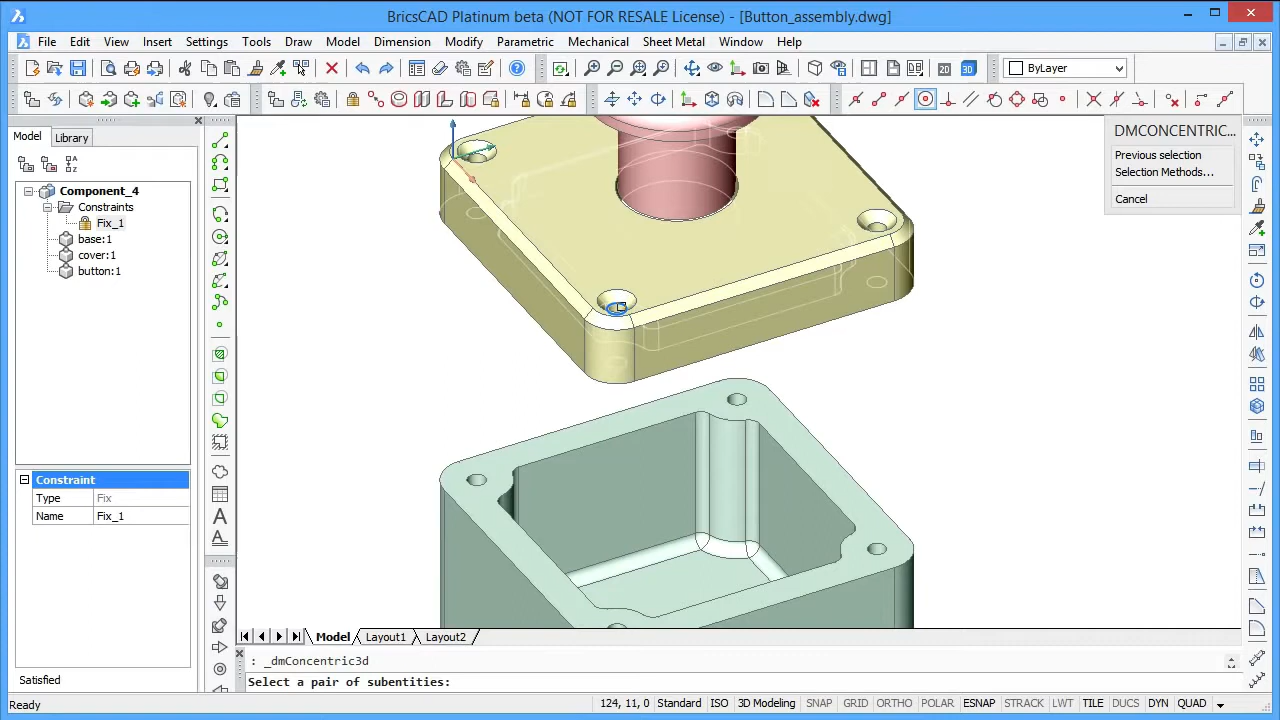 BricsCAD Platinum beta (NOT FOR RESALE License) - [Button_assembly.dwg]
File Edit View Insert Settings Tools Draw Model Dimension Modify Parametric Mechanical Sheet Metal Window Help
2D 3D ByLayer
Model Library
Component_4
Constraints
Fix_1
base:1
cover:1
button:1
DMCONCENTRIC...
Previous selection
Selection Methods...
Cancel
Constraint
Type Fix
Name Fix_1
Satisfied
Model Layout1 Layout2
: _dmConcentric3d
Select a pair of subentities:
Ready 124, 11, 0 Standard ISO 3D Modeling SNAP GRID ORTHO POLAR ESNAP STRACK LWT TILE DUCS DYN QUAD